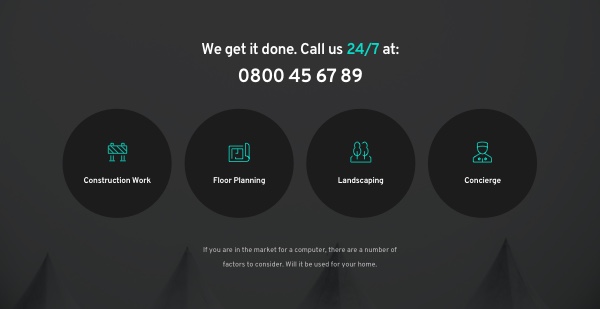 We get it done. Call us 24/7 at:
0800 45 67 89
Construction Work
Floor Planning
Landscaping
Concierge
If you are in the market for a computer, there are a number of
factors to consider. Will it be used for your home.